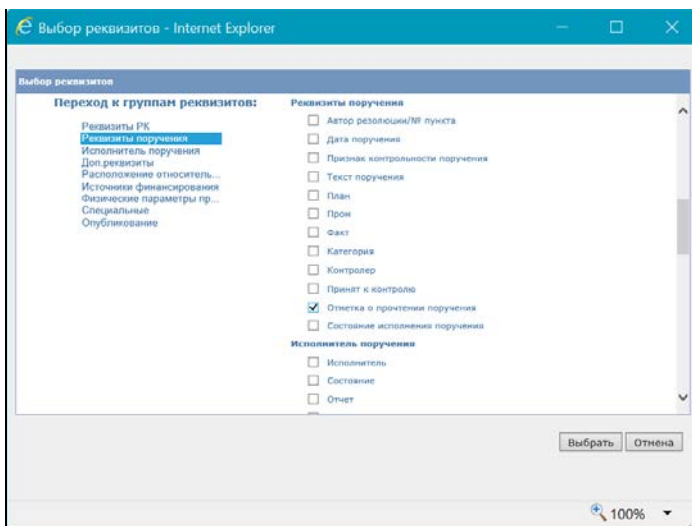 Выбор реквизитов - Internet Explorer
Выбор реквизитов
Переход к группам реквизитов:
Реквизиты РК
Реквизиты поручения
Исполнитель поручения
Доп.реквизиты
Расположение относитель...
Источники финансирования
Физические параметры пр...
Специальные
Опубликование
Реквизиты поручения
Автор резолюции/№ пункта
Дата поручения
Признак контрольности поручения
Текст поручения
План
Пром
Факт
Категория
Контролер
Принят к контролю
Отметка о прочтении поручения
Состояние исполнения поручения
Исполнитель поручения
Исполнитель
Состояние
Отчет
Выбрать
Отмена
100%